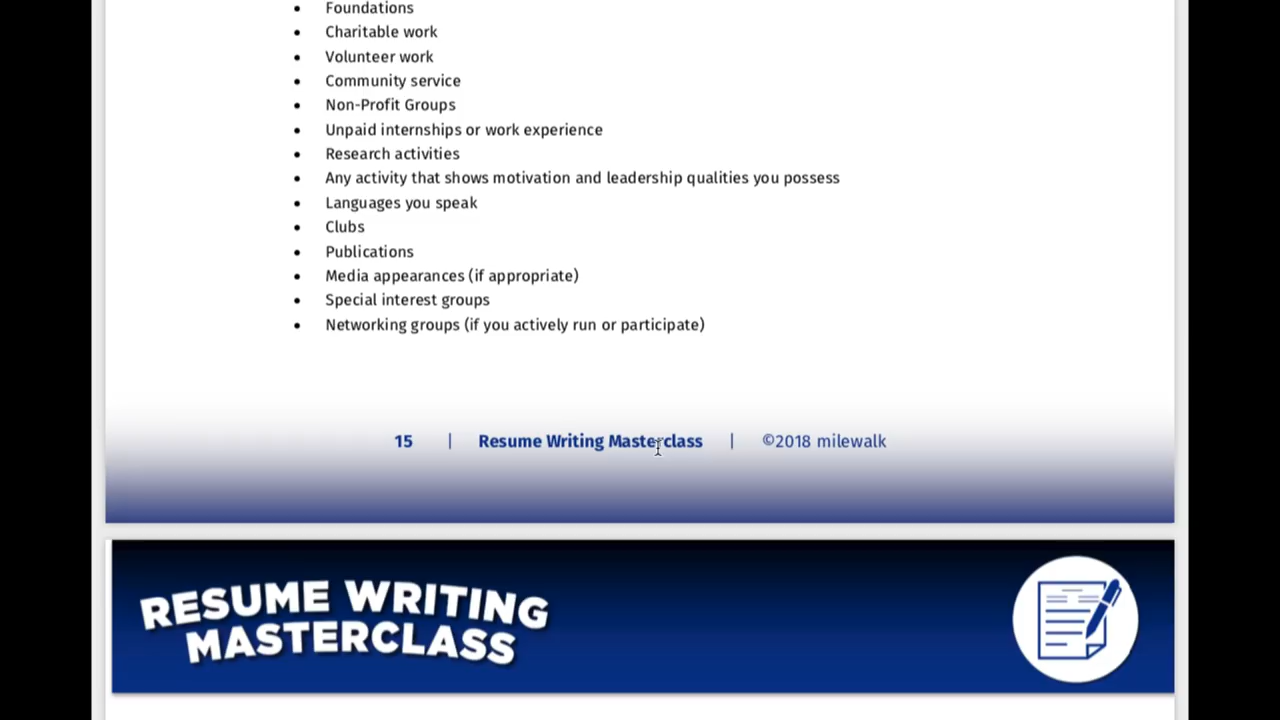 • Foundations
• Charitable work
• Volunteer work
• Community service
• Non-Profit Groups
• Unpaid internships or work experience
• Research activities
• Any activity that shows motivation and leadership qualities you possess
• Languages you speak
• Clubs
• Publications
• Media appearances (if appropriate)
• Special interest groups
• Networking groups (if you actively run or participate)
15 | Resume Writing Masterclass | ©2018 milewalk
RESUME WRITING
MASTERCLASS